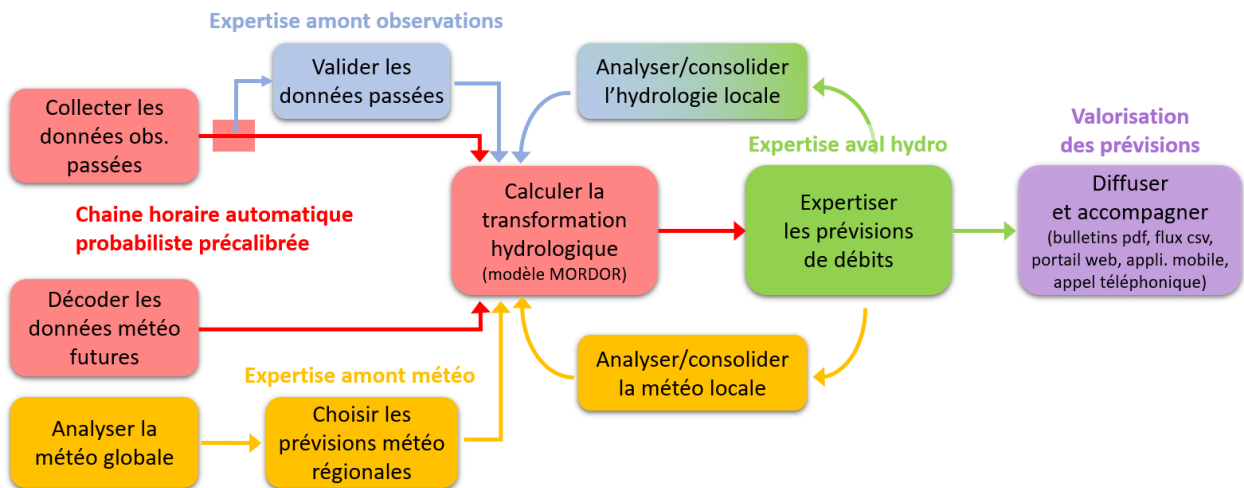 Expertise amont observations
Valider les
données passées
Analyser/consolider
l'hydrologie locale
Collecter les
données obs.
passées
Valorisation
des prévisions
Expertise aval hydro
Calculer la
transformation
hydrologique
(modèle MORDOR)
Expertiser
les prévisions
de débits
Diffuser
et accompagner
(bulletins pdf, flux csv,
portail web, appli. mobile,
appel téléphonique)
Chaine horaire automatique
probabiliste précalibrée
Décoder les
données météo
futures
Analyser/consolider
la météo locale
Expertise amont météo
Analyser la
météo globale
Choisir les
prévisions météo
régionales